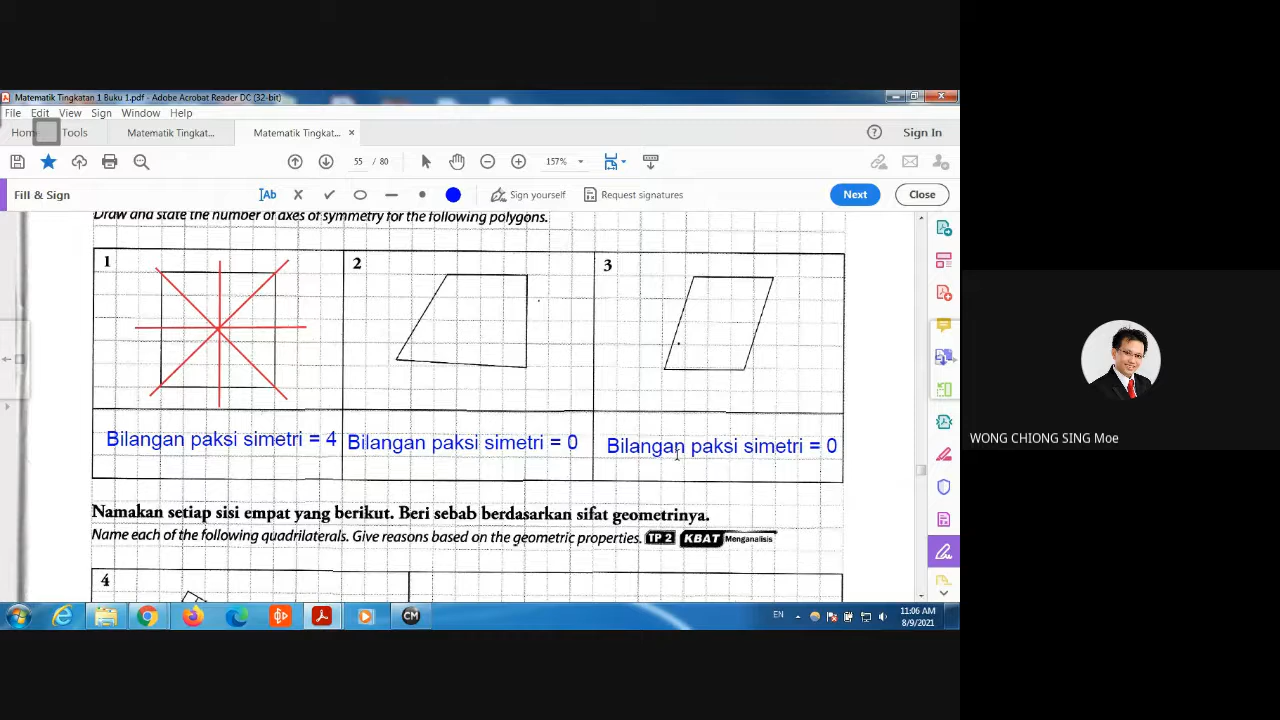 Matematik Tingkatan 1 Buku 1.pdf - Adobe Acrobat Reader DC (32-bit)
File Edit View Sign Window Help
Hom Tools Matematik Tingkat... Matematik Tingkat... × Sign In
55 / 80 157%
Fill & Sign Ab Sign yourself Request signatures Next Close
Draw and state the number of axes of symmetry for the following polygons.
1 2 3
Bilangan paksi simetri = 4 Bilangan paksi simetri = 0 Bilangan paksi simetri = 0
Namakan setiap sisi empat yang berikut. Beri sebab berdasarkan sifat geometrinya.
Name each of the following quadrilaterals. Give reasons based on the geometric properties. TP 2 KBAT Menganalisis
4
WONG CHIONG SING Moe
CM EN 11:06 AM
8/9/2021